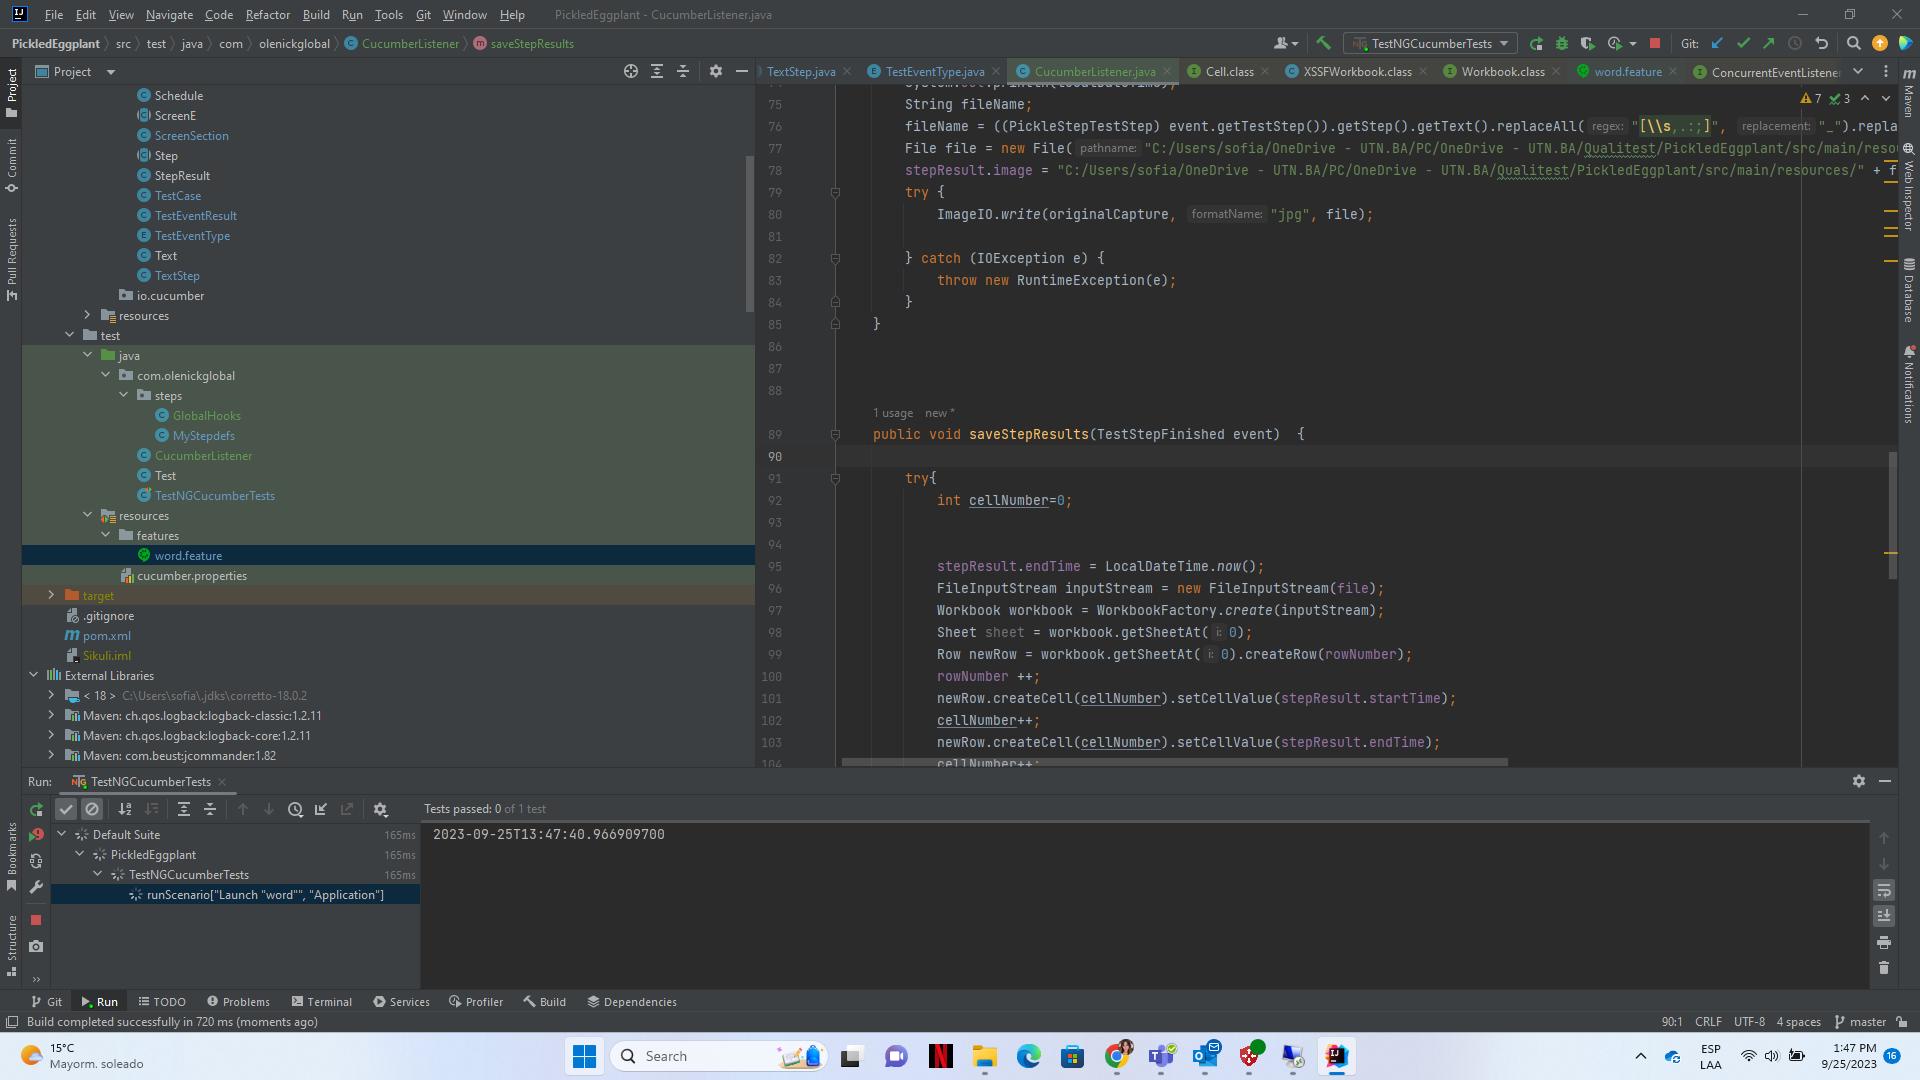 File Edit View Navigate Code Refactor Build Run Tools Git Window Help PickledEggplant - CucumberListener.java
PickledEggplant src test java com olenickglobal CucumberListener saveStepResults
TestNGCucumberTests Git:
Project
TextStep.java TestEventType.java CucumberListener.java Cell.class XSSFWorkbook.class Workbook.class word.feature ConcurrentEventListene
Project
Commit
Pull Requests
Bookmarks
Structure
Schedule
ScreenE
ScreenSection
Step
StepResult
TestCase
TestEventResult
TestEventType
Text
TextStep
io.cucumber
resources
test
java
com.olenickglobal
steps
GlobalHooks
MyStepdefs
CucumberListener
Test
TestNGCucumberTests
resources
features
word.feature
cucumber.properties
target
.gitignore
pom.xml
Sikuli.iml
External Libraries
< 18 > C:\Users\sofia\.jdks\corretto-18.0.2
Maven: ch.qos.logback:logback-classic:1.2.11
Maven: ch.qos.logback:logback-core:1.2.11
Maven: com.beust:jcommander:1.82
7 3
75 String fileName;
76 fileName = ((PickleStepTestStep) event.getTestStep()).getStep().getText().replaceAll( regex: "[\\s,.:;]", replacement: "_").repla
77 File file = new File( pathname: "C:/Users/sofia/OneDrive - UTN.BA/PC/OneDrive - UTN.BA/Qualitest/PickledEggplant/src/main/resou
78 stepResult.image = "C:/Users/sofia/OneDrive - UTN.BA/PC/OneDrive - UTN.BA/Qualitest/PickledEggplant/src/main/resources/" + f
79 try {
80 ImageIO.write(originalCapture, formatName: "jpg", file);
81
82 } catch (IOException e) {
83 throw new RuntimeException(e);
84 }
85 }
86
87
88
1 usage new *
89 public void saveStepResults(TestStepFinished event) {
90
91 try{
92 int cellNumber=0;
93
94
95 stepResult.endTime = LocalDateTime.now();
96 FileInputStream inputStream = new FileInputStream(file);
97 Workbook workbook = WorkbookFactory.create(inputStream);
98 Sheet sheet = workbook.getSheetAt( i: 0);
99 Row newRow = workbook.getSheetAt( i: 0).createRow(rowNumber);
100 rowNumber ++;
101 newRow.createCell(cellNumber).setCellValue(stepResult.startTime);
102 cellNumber++;
103 newRow.createCell(cellNumber).setCellValue(stepResult.endTime);
104 cellNumber++;
Maven
Web Inspector
Database
Notifications
Run: TestNGCucumberTests
Tests passed: 0 of 1 test
Default Suite 165ms
PickledEggplant 165ms
TestNGCucumberTests 165ms
runScenario["Launch "word"", "Application"]
2023-09-25T13:47:40.966909700
Git Run TODO Problems Terminal Services Profiler Build Dependencies
Build completed successfully in 720 ms (moments ago) 90:1 CRLF UTF-8 4 spaces master
15°C
Mayorm. soleado
Search
ESP
LAA
1:47 PM
9/25/2023
16